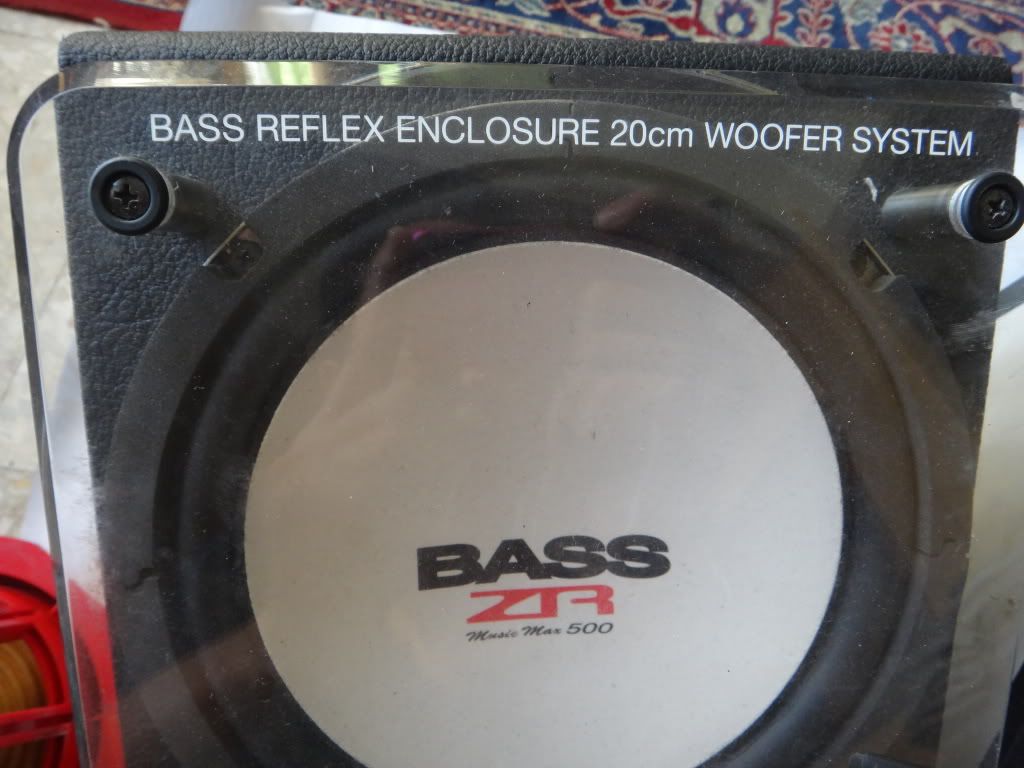 BASS REFLEX ENCLOSURE 20cm WOOFER SYSTEM
BASS
ZR
Music Max 500